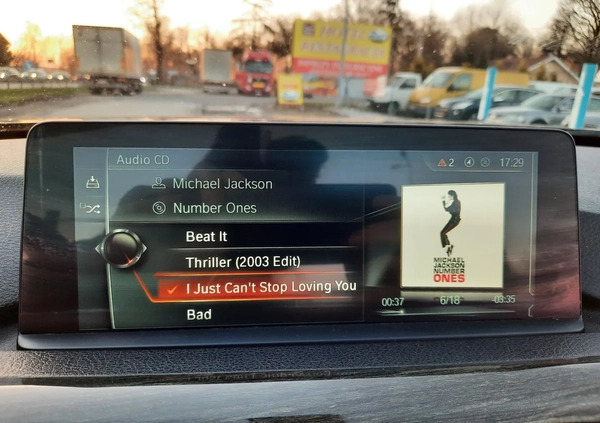 Audio CD
2
17:29
Michael Jackson
Number Ones
Beat It
Thriller (2003 Edit)
I Just Can't Stop Loving You
Bad
MICHAEL
JACKSON
NUMBER
ONES
00:37
6/18
-03:35